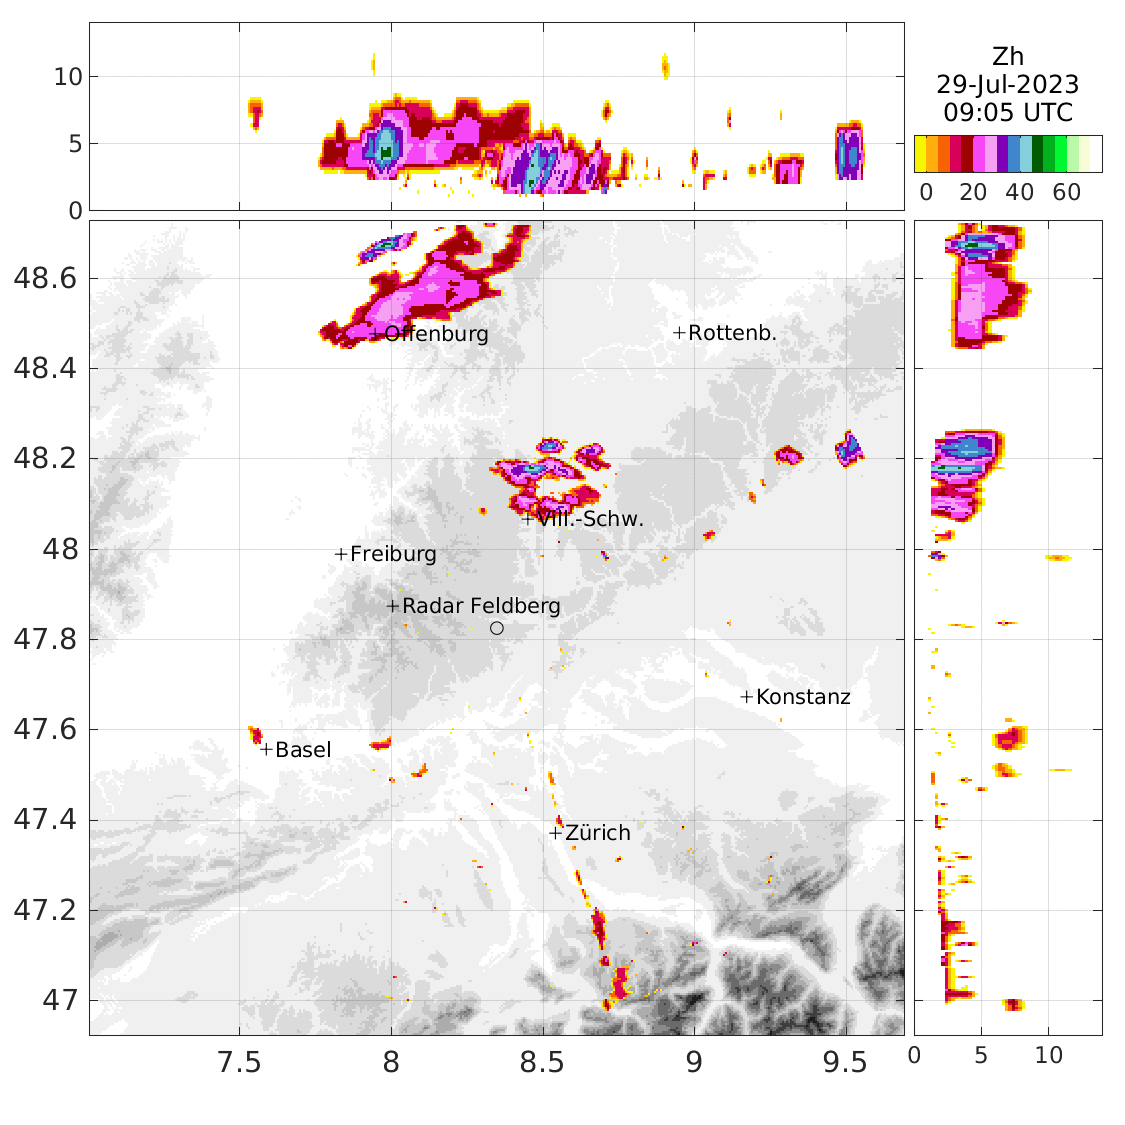 10
5
0
Zh
29-Jul-2023
09:05 UTC
0 20 40 60
48.6
48.4
48.2
48
47.8
47.6
47.4
47.2
47
Offenburg
Rottenb.
Vill.-Schw.
Freiburg
Radar Feldberg
Konstanz
Basel
Zürich
7.5 8 8.5 9 9.5
0 5 10